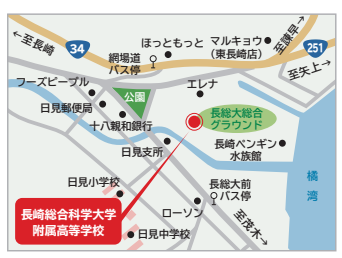 ←至長崎
34
ほっともっと
マルキョウ
(東長崎店)
至諫早→
251
網場道
バス停
至矢上→
フーズピープル
公園
エレナ
日見郵便局
長総大総合
グラウンド
十八親和銀行
日見支所
長崎ペンギン
水族館
橘
湾
日見小学校
長総大前
バス停
長崎総合科学大学
附属高等学校
ローソン
至茂木→
日見中学校